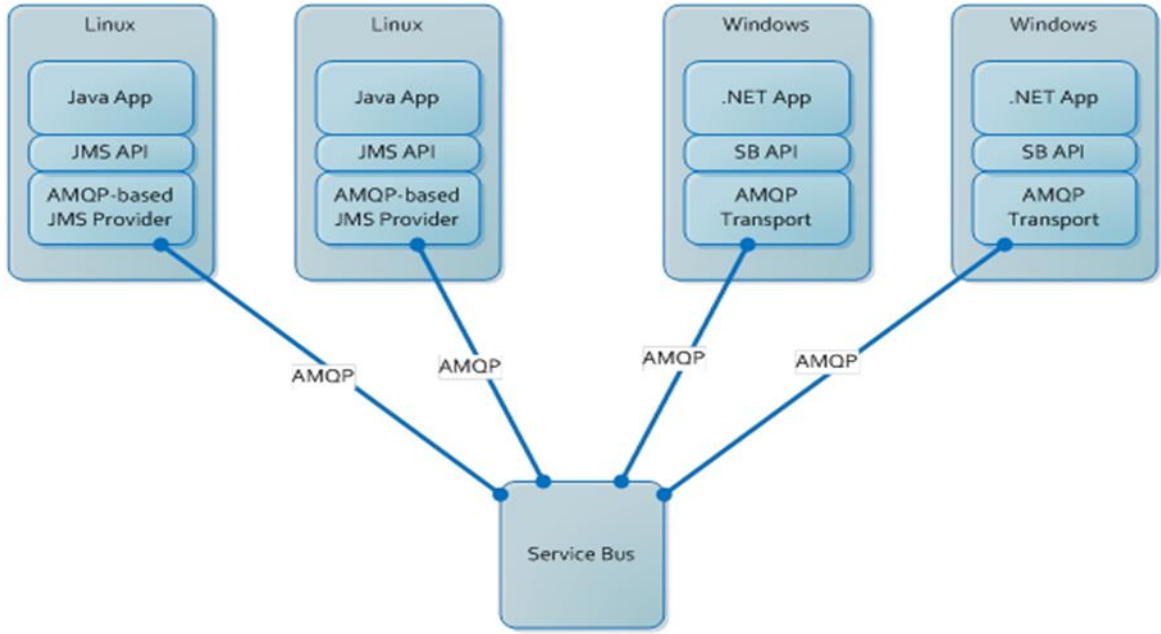 Linux
Java App
JMS API
AMQP-based
JMS Provider
Linux
Java App
JMS API
AMQP-based
JMS Provider
Windows
.NET App
SB API
AMQP
Transport
Windows
.NET App
SB API
AMQP
Transport
AMQP
AMQP
AMQP
AMQP
Service Bus